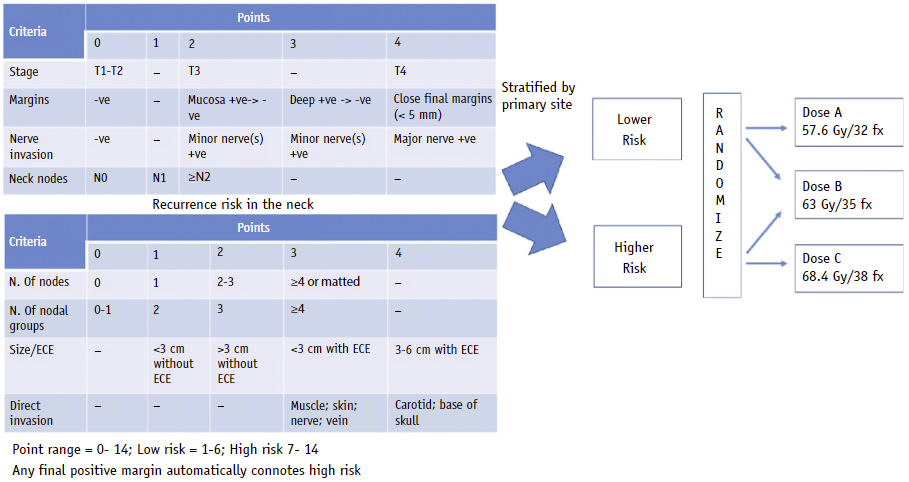 Criteria
Points
0 1 2 3 4
Stage T1-T2 – T3 – T4
Margins -ve – Mucosa +ve-> - Deep +ve -> -ve Close final margins
ve (< 5 mm)
Nerve -ve – Minor nerve(s) Minor nerve(s) Major nerve +ve
invasion +ve +ve
Neck nodes N0 N1 ≥N2 – –
Recurrence risk in the neck
Criteria
Points
0 1 2 3 4
N. Of nodes 0 1 2-3 ≥4 or matted –
N. Of nodal 0-1 2 3 ≥4 –
groups
Size/ECE – <3 cm >3 cm <3 cm with ECE 3-6 cm with ECE
without without
ECE ECE
Direct – – – Muscle; skin; Carotid; base of
invasion nerve; vein skull
Point range = 0- 14; Low risk = 1-6; High risk 7- 14
Any final positive margin automatically connotes high risk
Stratified by
primary site
Lower
Risk
Higher
Risk
R
A
N
D
O
M
I
Z
E
Dose A
57.6 Gy/32 fx
Dose B
63 Gy/35 fx
Dose C
68.4 Gy/38 fx